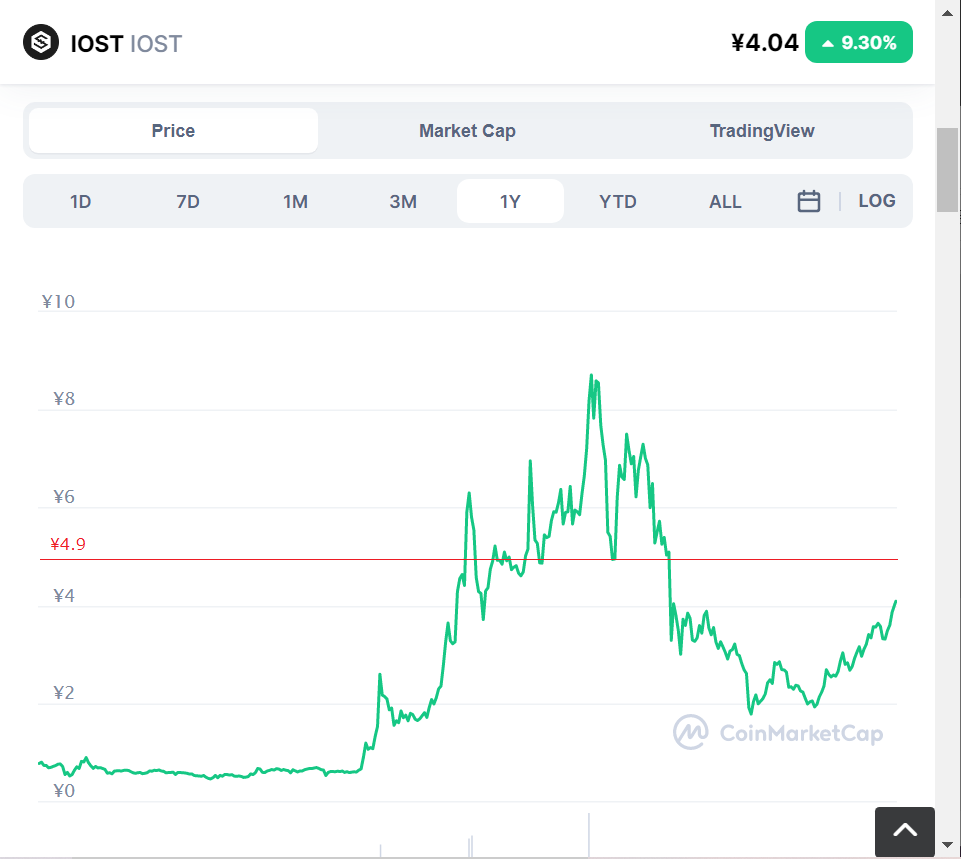 IOST IOST ¥4.04 9.30%
Price Market Cap TradingView
1D 7D 1M 3M 1Y YTD ALL LOG
¥10
¥8
¥6
¥4.9
¥4
¥2
CoinMarketCap
¥0